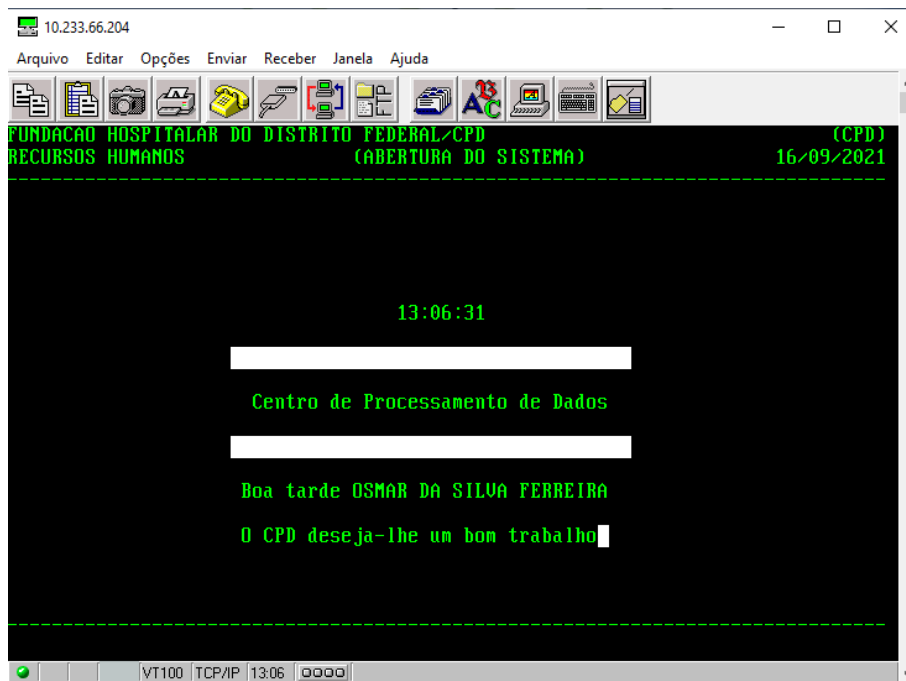 10.233.66.204
Arquivo Editar Opções Enviar Receber Janela Ajuda
FUNDACAO HOSPITALAR DO DISTRITO FEDERAL/CPD (CPD)
RECURSOS HUMANOS (ABERTURA DO SISTEMA) 16/09/2021
13:06:31
Centro de Processamento de Dados
Boa tarde OSMAR DA SILVA FERREIRA
O CPD deseja-lhe um bom trabalho
VT100 TCP/IP 13:06